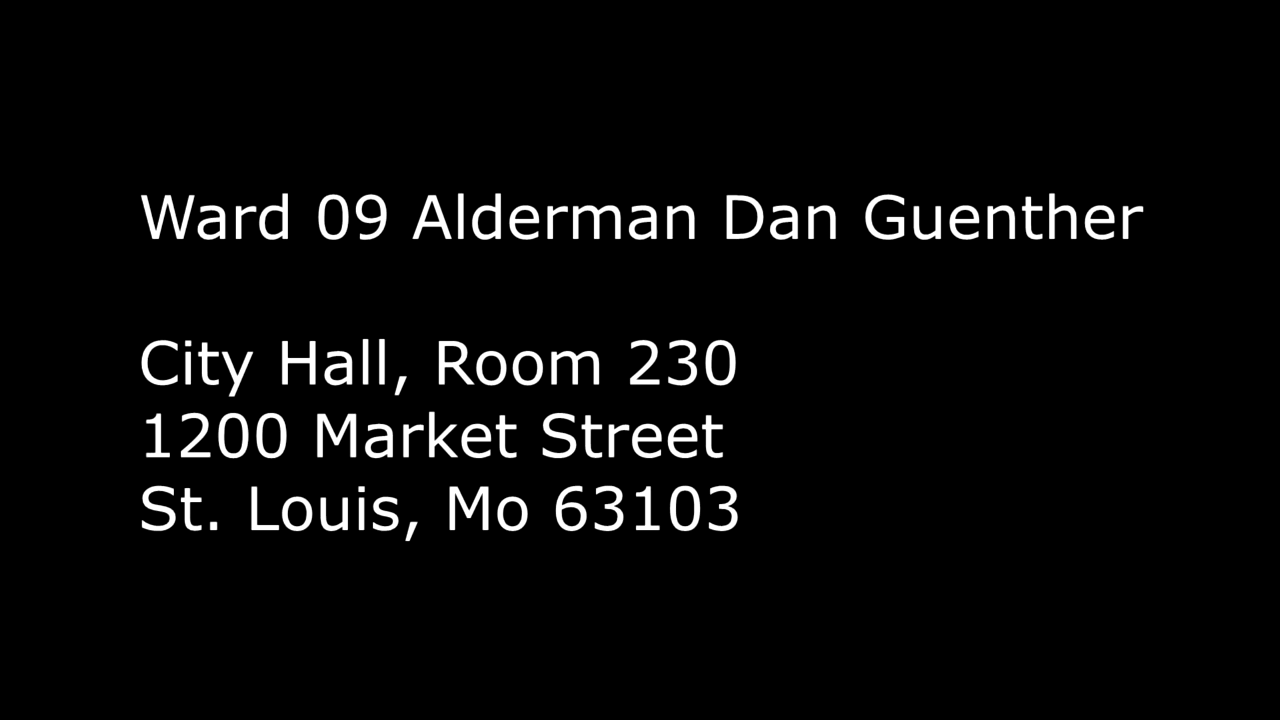 Ward 09 Alderman Dan Guenther
City Hall, Room 230
1200 Market Street
St. Louis, Mo 63103